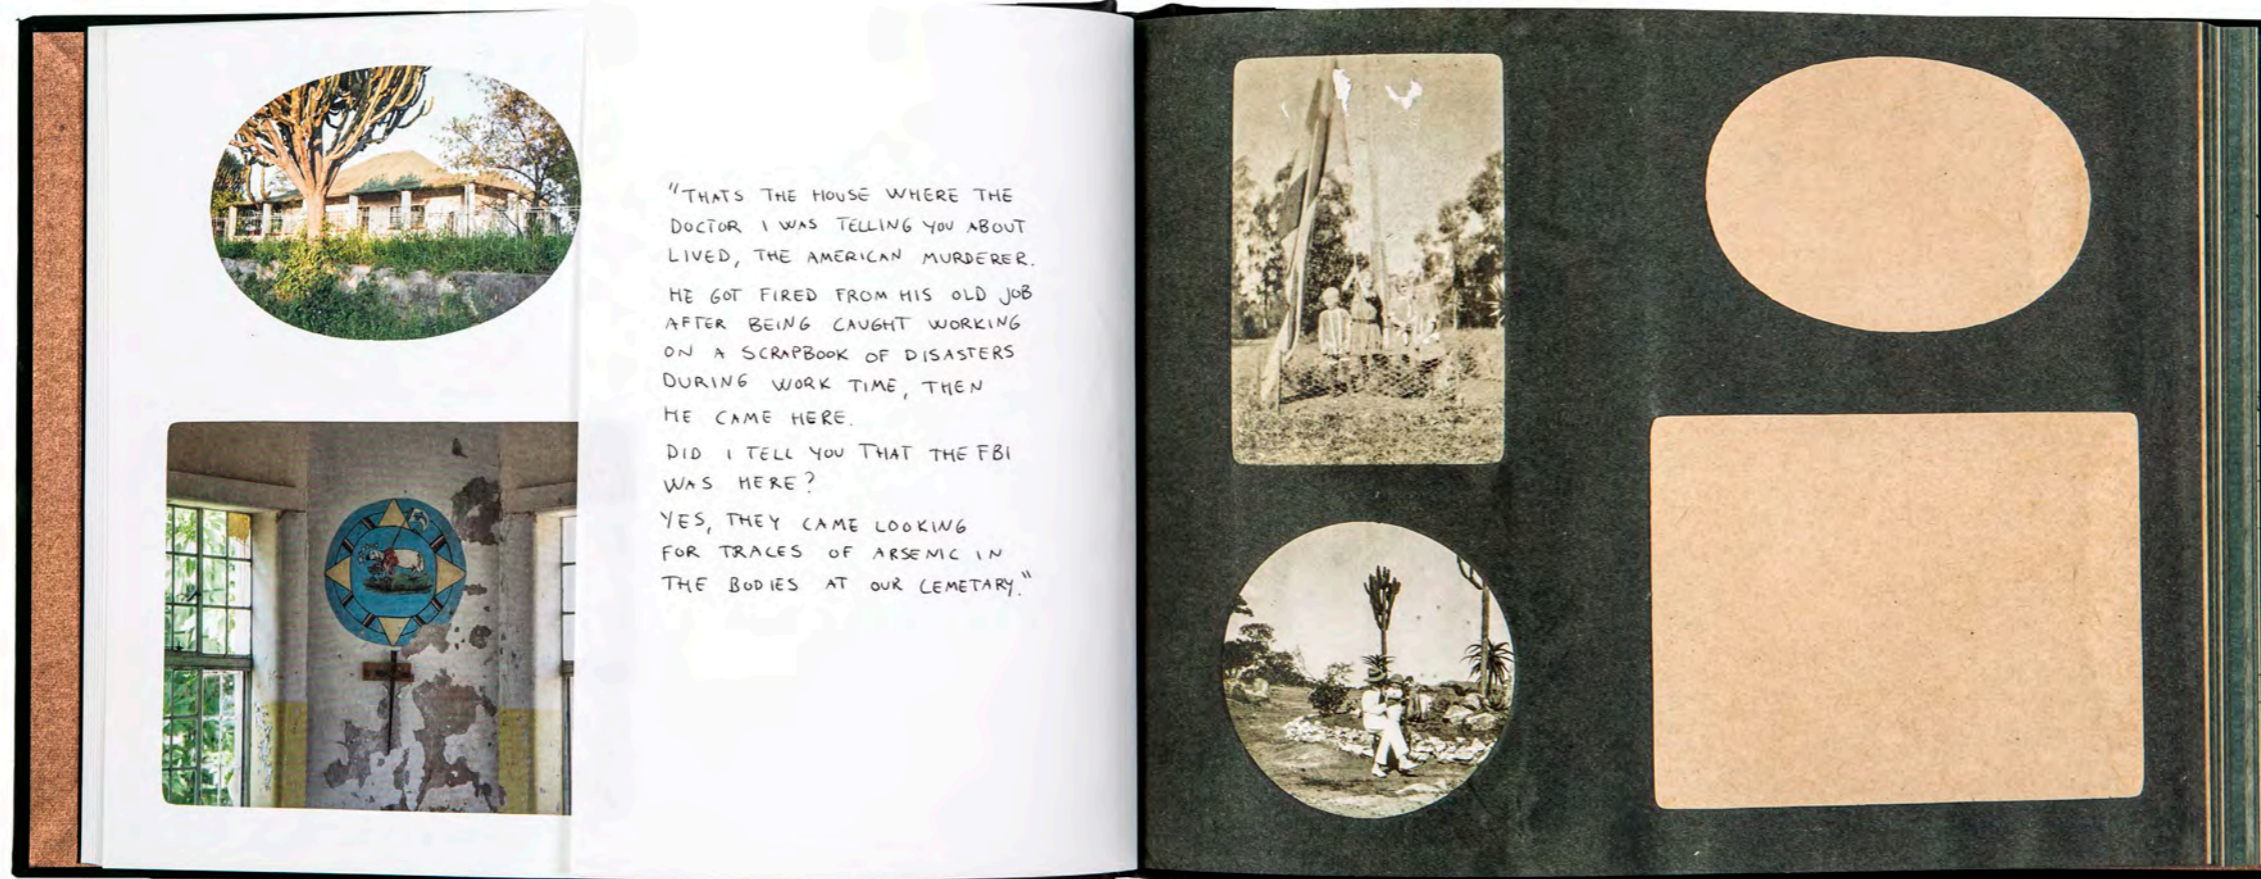 "THATS THE HOUSE WHERE THE
DOCTOR I WAS TELLING YOU ABOUT
LIVED, THE AMERICAN MURDERER.
HE GOT FIRED FROM HIS OLD JOB
AFTER BEING CAUGHT WORKING
ON A SCRAPBOOK OF DISASTERS
DURING WORK TIME, THEN
HE CAME HERE.
DID I TELL YOU THAT THE FBI
WAS HERE?
YES, THEY CAME LOOKING
FOR TRACES OF ARSENIC IN
THE BODIES AT OUR CEMETARY."